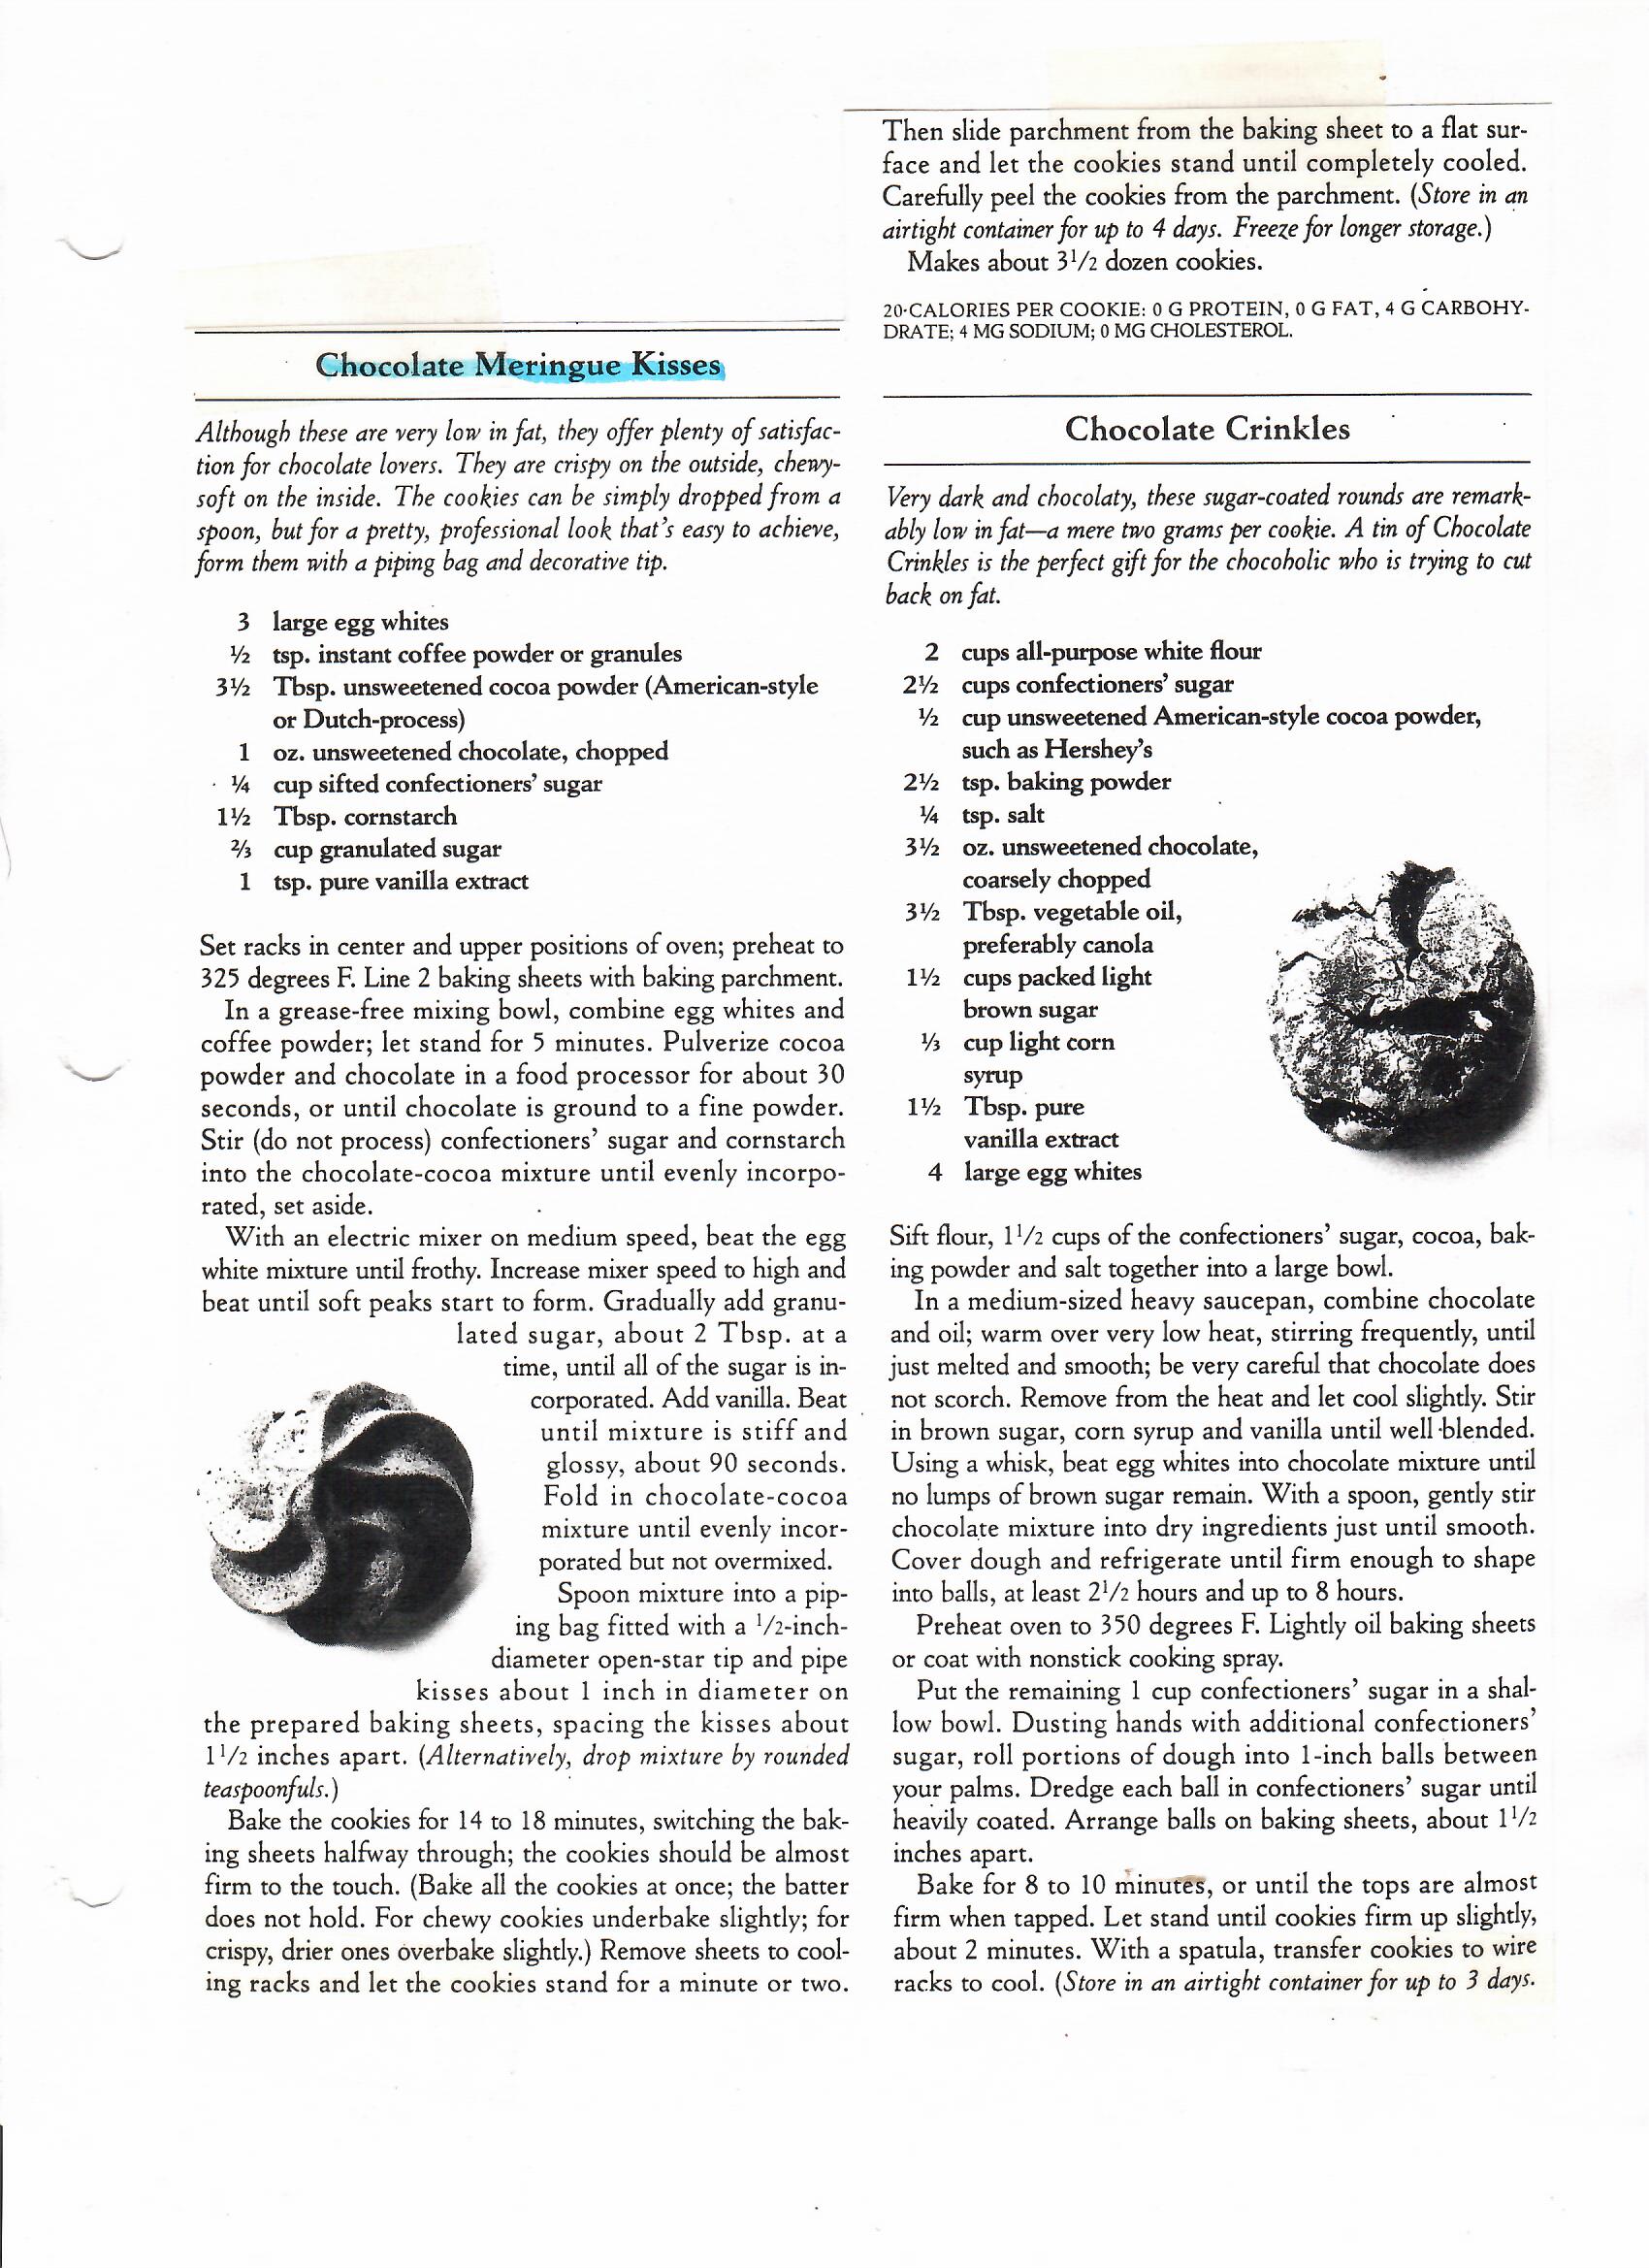 Chocolate Meringue Kisses
Although these are very low in fat, they offer plenty of satisfac-
tion for chocolate lovers. They are crispy on the outside, chewy-
soft on the inside. The cookies can be simply dropped from a
spoon, but for a pretty, professional look that's easy to achieve,
form them with a piping bag and decorative tip.
3 large egg whites
½ tsp. instant coffee powder or granules
3½ Tbsp. unsweetened cocoa powder (American-style
or Dutch-process)
1 oz. unsweetened chocolate, chopped
¼ cup sifted confectioners' sugar
1½ Tbsp. cornstarch
⅔ cup granulated sugar
1 tsp. pure vanilla extract
Set racks in center and upper positions of oven; preheat to
325 degrees F. Line 2 baking sheets with baking parchment.
In a grease-free mixing bowl, combine egg whites and
coffee powder; let stand for 5 minutes. Pulverize cocoa
powder and chocolate in a food processor for about 30
seconds, or until chocolate is ground to a fine powder.
Stir (do not process) confectioners' sugar and cornstarch
into the chocolate-cocoa mixture until evenly incorpo-
rated, set aside.
With an electric mixer on medium speed, beat the egg
white mixture until frothy. Increase mixer speed to high and
beat until soft peaks start to form. Gradually add granu-
lated sugar, about 2 Tbsp. at a
time, until all of the sugar is in-
corporated. Add vanilla. Beat
until mixture is stiff and
glossy, about 90 seconds.
Fold in chocolate-cocoa
mixture until evenly incor-
porated but not overmixed.
Spoon mixture into a pip-
ing bag fitted with a 1/2-inch-
diameter open-star tip and pipe
kisses about 1 inch in diameter on
the prepared baking sheets, spacing the kisses about
1 1/2 inches apart. (Alternatively, drop mixture by rounded
teaspoonfuls.)
Bake the cookies for 14 to 18 minutes, switching the bak-
ing sheets halfway through; the cookies should be almost
firm to the touch. (Bake all the cookies at once; the batter
does not hold. For chewy cookies underbake slightly; for
crispy, drier ones overbake slightly.) Remove sheets to cool-
ing racks and let the cookies stand for a minute or two.
Then slide parchment from the baking sheet to a flat sur-
face and let the cookies stand until completely cooled.
Carefully peel the cookies from the parchment. (Store in an
airtight container for up to 4 days. Freeze for longer storage.)
Makes about 3 1/2 dozen cookies.
20 CALORIES PER COOKIE: 0 G PROTEIN, 0 G FAT, 4 G CARBOHY-
DRATE; 4 MG SODIUM; 0 MG CHOLESTEROL.
Chocolate Crinkles
Very dark and chocolaty, these sugar-coated rounds are remark-
ably low in fat—a mere two grams per cookie. A tin of Chocolate
Crinkles is the perfect gift for the chocoholic who is trying to cut
back on fat.
2 cups all-purpose white flour
2½ cups confectioners' sugar
½ cup unsweetened American-style cocoa powder,
such as Hershey's
2½ tsp. baking powder
¼ tsp. salt
3½ oz. unsweetened chocolate,
coarsely chopped
3½ Tbsp. vegetable oil,
preferably canola
1½ cups packed light
brown sugar
⅓ cup light corn
syrup
1½ Tbsp. pure
vanilla extract
4 large egg whites
Sift flour, 1 1/2 cups of the confectioners' sugar, cocoa, bak-
ing powder and salt together into a large bowl.
In a medium-sized heavy saucepan, combine chocolate
and oil; warm over very low heat, stirring frequently, until
just melted and smooth; be very careful that chocolate does
not scorch. Remove from the heat and let cool slightly. Stir
in brown sugar, corn syrup and vanilla until well blended.
Using a whisk, beat egg whites into chocolate mixture until
no lumps of brown sugar remain. With a spoon, gently stir
chocolate mixture into dry ingredients just until smooth.
Cover dough and refrigerate until firm enough to shape
into balls, at least 2 1/2 hours and up to 8 hours.
Preheat oven to 350 degrees F. Lightly oil baking sheets
or coat with nonstick cooking spray.
Put the remaining 1 cup confectioners' sugar in a shal-
low bowl. Dusting hands with additional confectioners'
sugar, roll portions of dough into 1-inch balls between
your palms. Dredge each ball in confectioners' sugar until
heavily coated. Arrange balls on baking sheets, about 1 1/2
inches apart.
Bake for 8 to 10 minutes, or until the tops are almost
firm when tapped. Let stand until cookies firm up slightly,
about 2 minutes. With a spatula, transfer cookies to wire
racks to cool. (Store in an airtight container for up to 3 days.